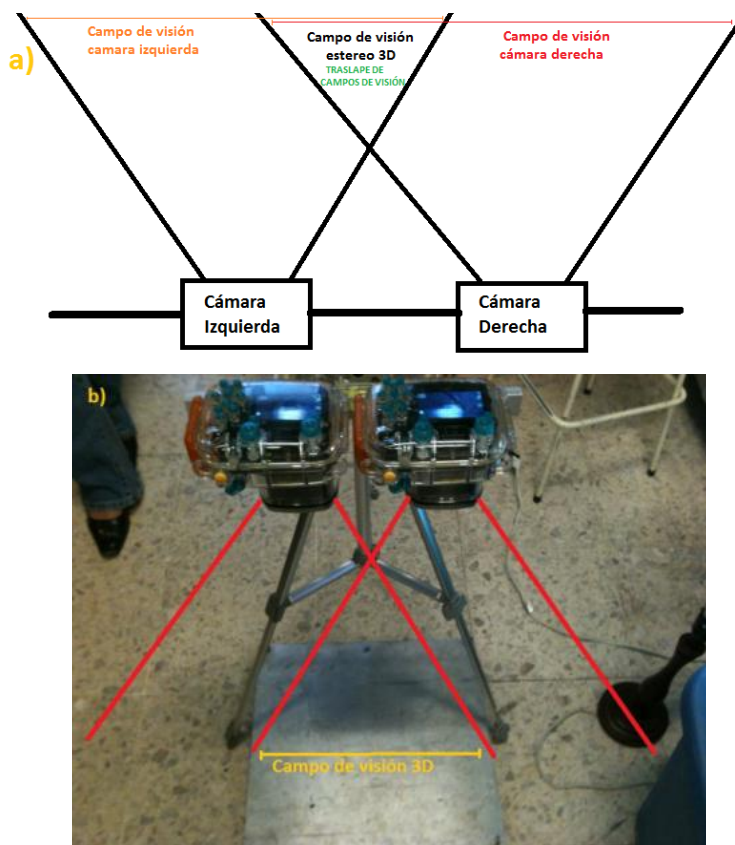 a)
Campo de visión
camara izquierda
Campo de visión
estereo 3D
TRASLAPE DE
CAMPOS DE VISIÓN
Campo de visión
cámara derecha
Cámara
Izquierda
Cámara
Derecha
b)
Campo de visión 3D